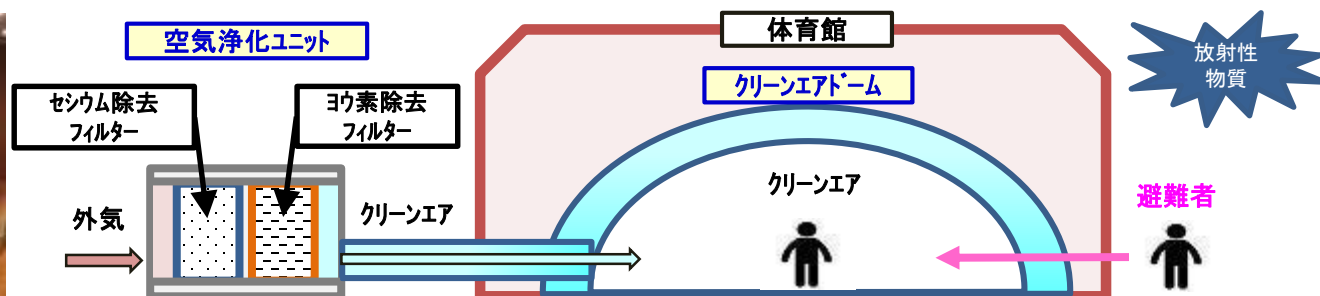 空気浄化ユニット
体育館
放射性
物質
セシウム除去
フィルター
ヨウ素除去
フィルター
クリーンエアドーム
クリーンエア
避難者
外気
クリーンエア